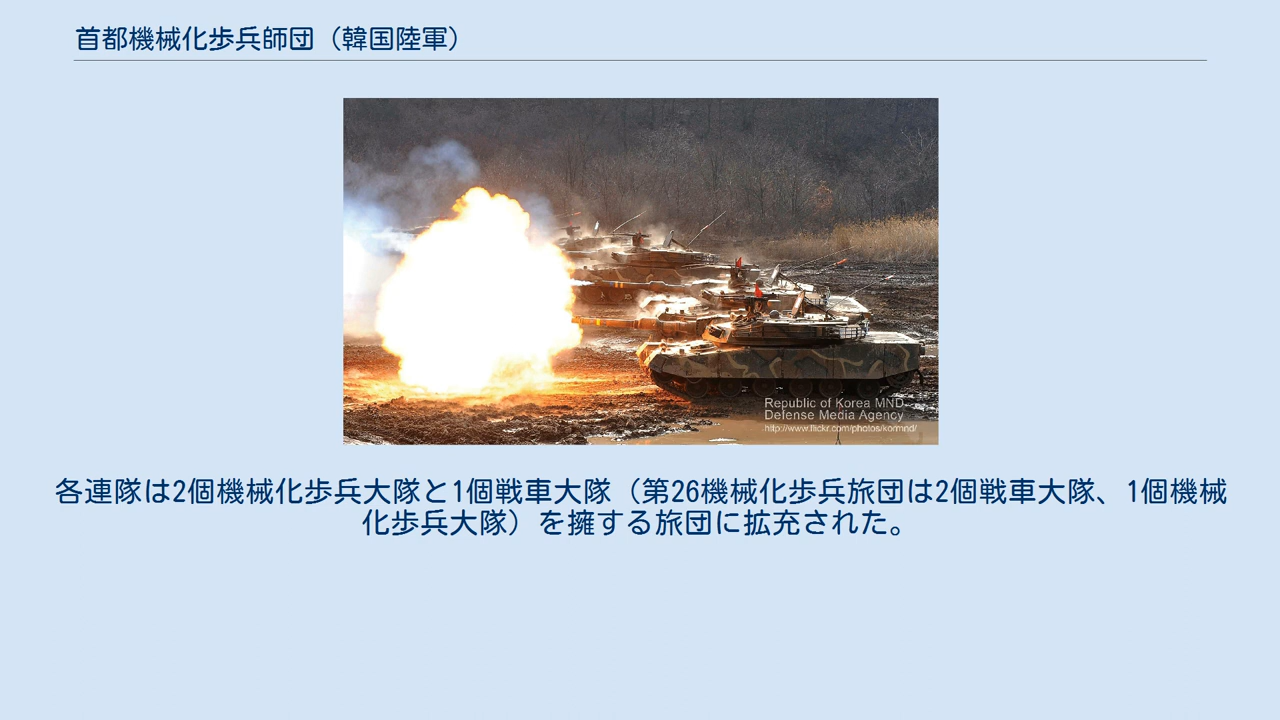 首都機械化歩兵師団（韓国陸軍）
Republic of Korea MND
Defense Media Agency
http://www.flickr.com/photos/kormnd/
各連隊は2個機械化歩兵大隊と1個戦車大隊（第26機械化歩兵旅団は2個戦車大隊、1個機械
化歩兵大隊）を擁する旅団に拡充された。